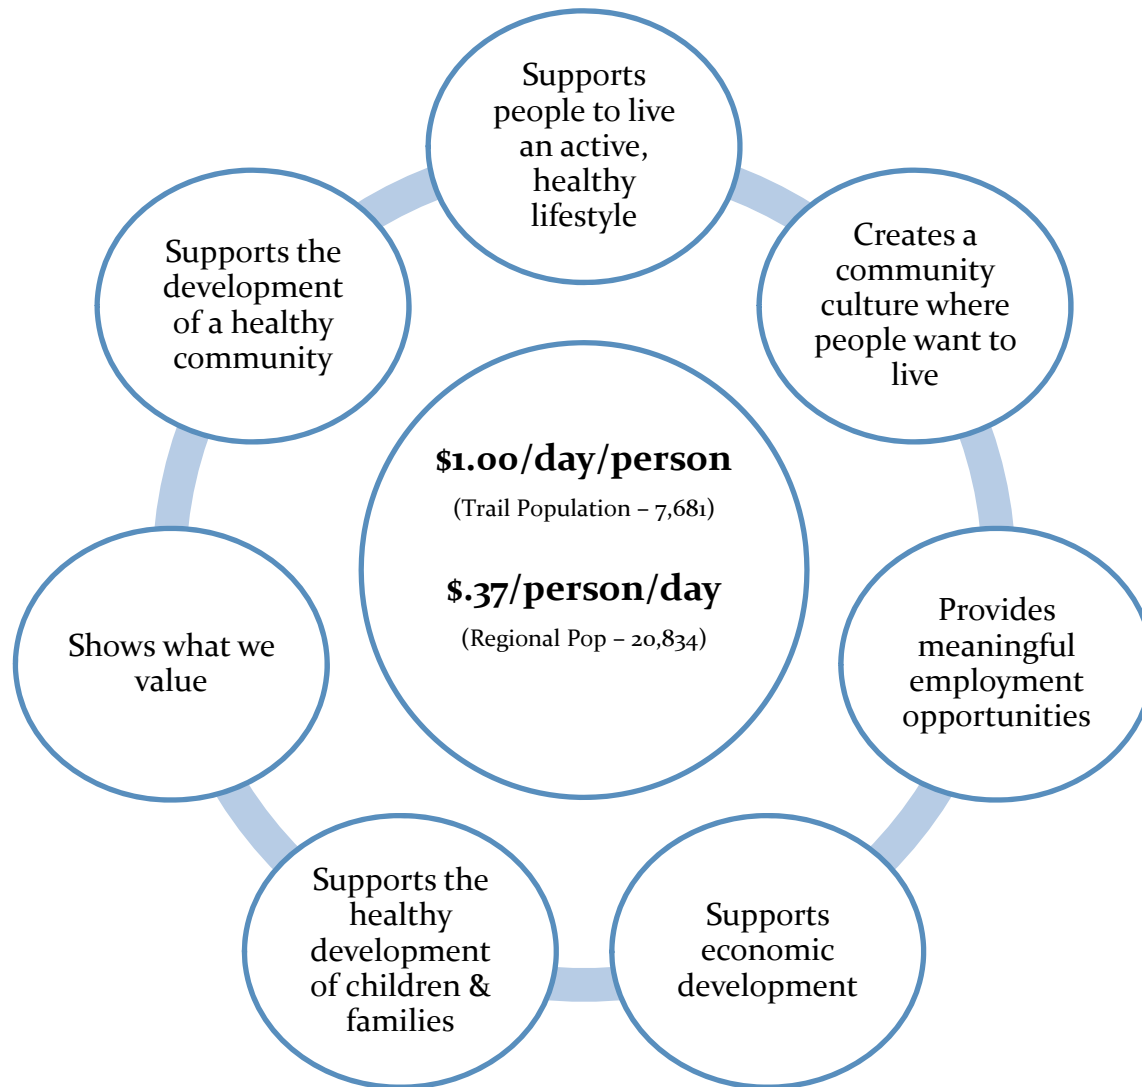 Supports
people to live
an active,
healthy
lifestyle
Creates a
community
culture where
people want to
live
Provides
meaningful
employment
opportunities
Supports
economic
development
Supports the
healthy
development
of children &
families
Shows what we
value
Supports the
development
of a healthy
community
$1.00/day/person
(Trail Population – 7,681)
$.37/person/day
(Regional Pop – 20,834)